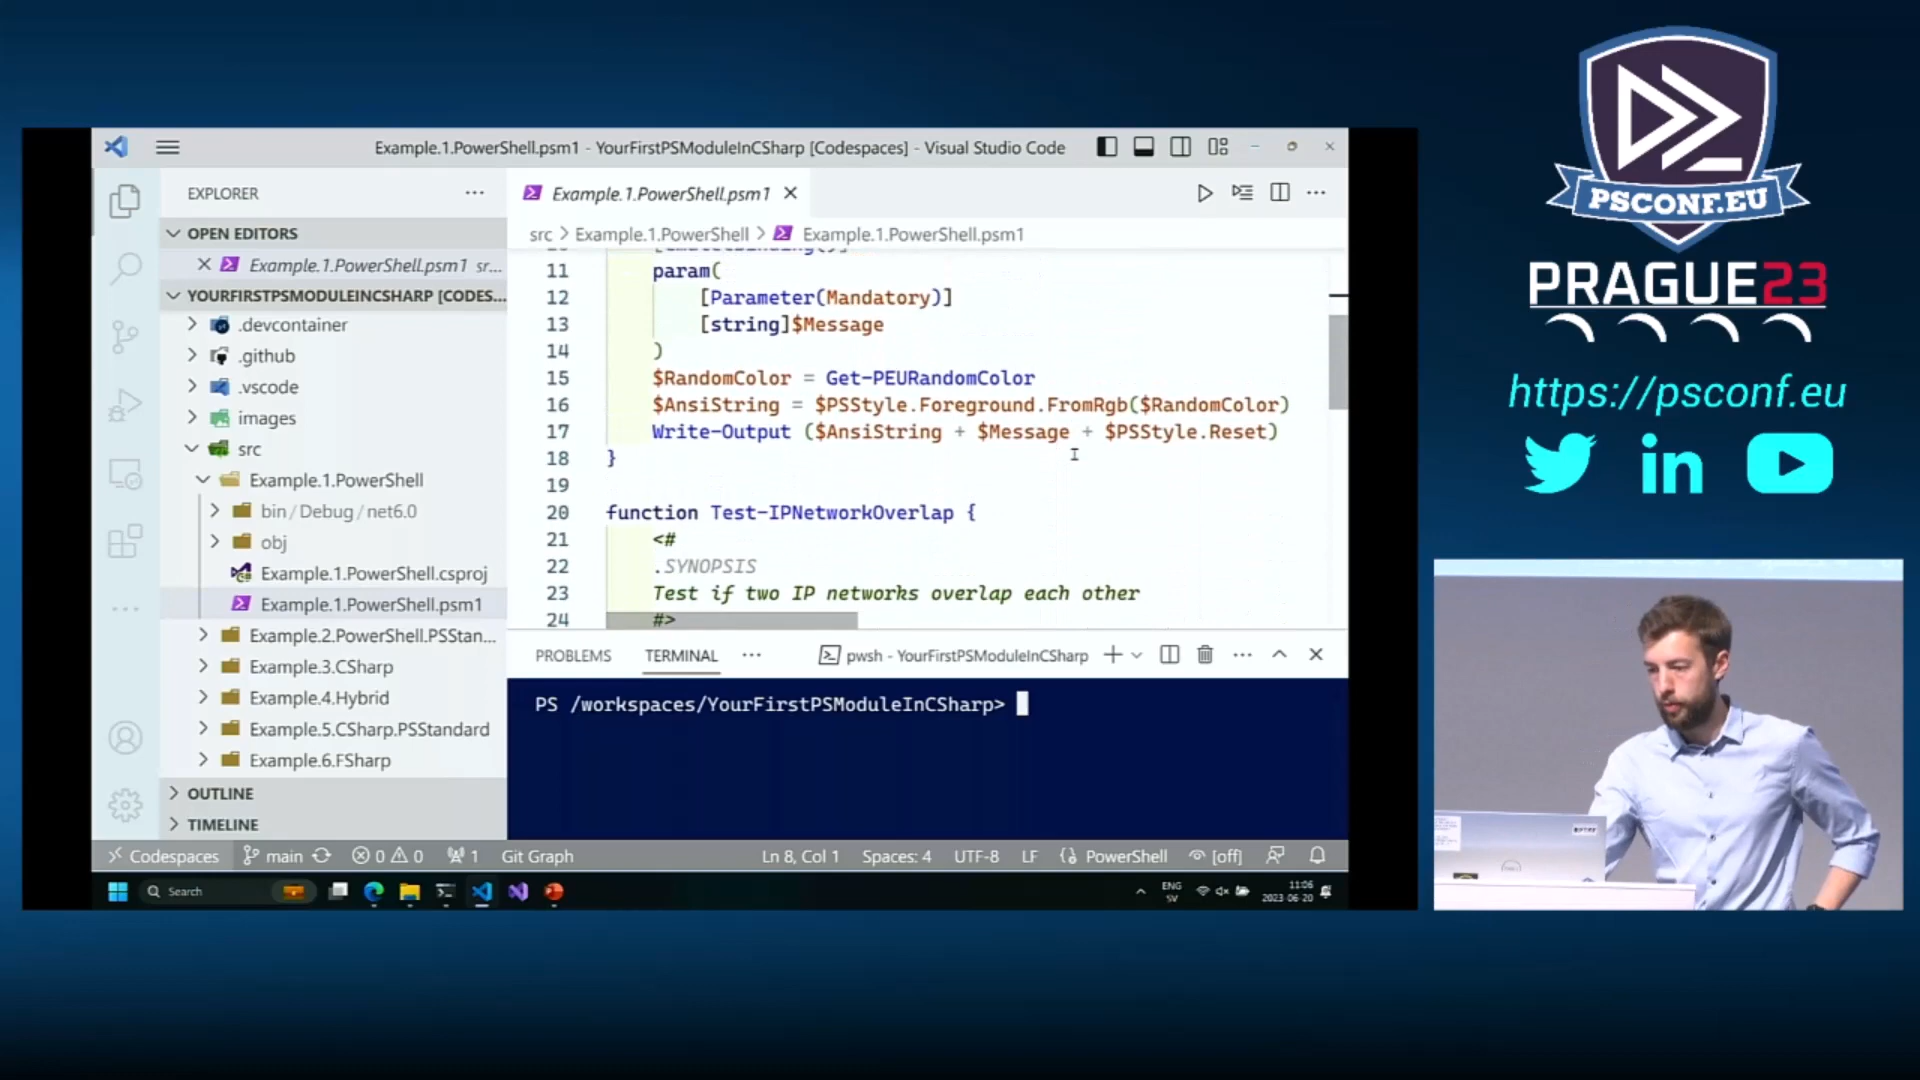 Example.1.PowerShell.psm1 - YourFirstPSModuleInCSharp [Codespaces] - Visual Studio Code
EXPLORER
OPEN EDITORS
Example.1.PowerShell.psm1 sr...
YOURFIRSTPSMODULEINCSHARP [CODES...
.devcontainer
.github
.vscode
images
src
Example.1.PowerShell
bin/Debug/net6.0
obj
Example.1.PowerShell.csproj
Example.1.PowerShell.psm1
Example.2.PowerShell.PSStan...
Example.3.CSharp
Example.4.Hybrid
Example.5.CSharp.PSStandard
Example.6.FSharp
OUTLINE
TIMELINE
Example.1.PowerShell.psm1
src > Example.1.PowerShell > Example.1.PowerShell.psm1
11 param(
12 [Parameter(Mandatory)]
13 [string]$Message
14 )
15 $RandomColor = Get-PEURandomColor
16 $AnsiString = $PSStyle.Foreground.FromRgb($RandomColor)
17 Write-Output ($AnsiString + $Message + $PSStyle.Reset)
18 }
19
20 function Test-IPNetworkOverlap {
21 <#
22 .SYNOPSIS
23 Test if two IP networks overlap each other
24 #>
PROBLEMS TERMINAL ... pwsh - YourFirstPSModuleInCSharp
PS /workspaces/YourFirstPSModuleInCSharp>
Codespaces main 0 0 1 Git Graph Ln 8, Col 1 Spaces: 4 UTF-8 LF PowerShell [off]
Search
ENG
SV
11:06
2023-06-20
PSCONF.EU
PRAGUE23
https://psconf.eu
in